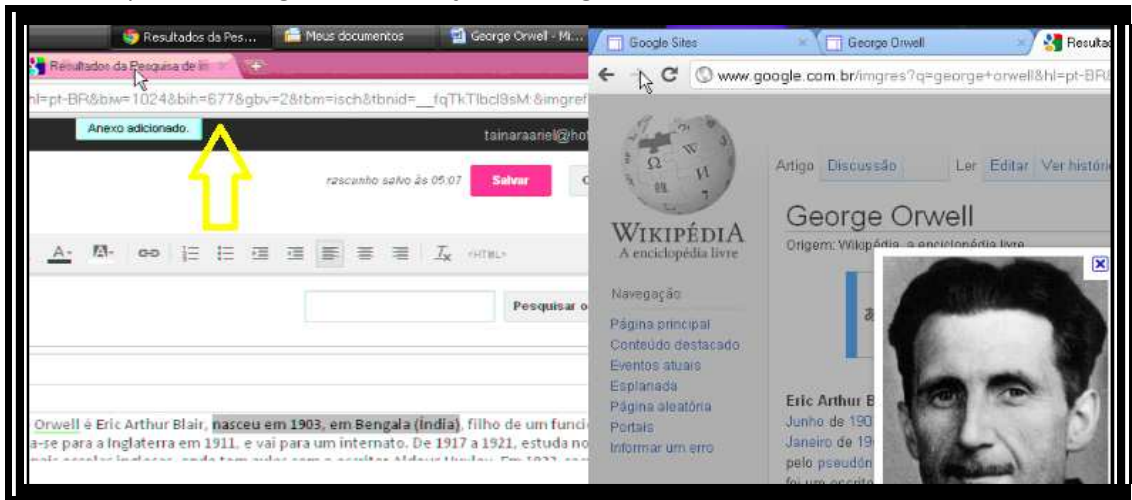 Resultados da Pes... Meus documentos George Orwell - Mi...
Resultados da Pesquisa de
hl=pt-BR&biw=1024&bih=677&gbv=2&tbm=isch&tbnid=__fqTkTlbcl9sM:&imgref
Anexo adicionado.
tainaraariel@hot
rascunho salvo às 05:07 Salvar
A A <HTML>
Pesquisar o
Orwell é Eric Arthur Blair, nasceu em 1903, em Bengala (Índia), filho de um funci
a-se para a Inglaterra em 1911, e vai para um internato. De 1917 a 1921, estuda no
Google Sites George Orwell Resultad
www.google.com.br/imgres?q=george+orwell&hl=pt-BR&
WIKIPÉDIA
A enciclopédia livre
Navegação
Página principal
Conteúdo destacado
Eventos atuais
Esplanada
Página aleatória
Portais
Informar um erro
Artigo Discussão Ler Editar Ver históri
George Orwell
Origem: Wikipédia, a enciclopédia livre.
Eric Arthur B
Junho de 190
Janeiro de 19
pelo pseudón
foi um escrito